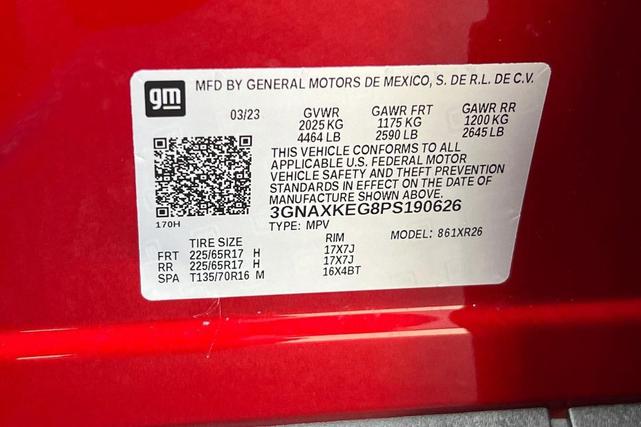 gm
MFD BY GENERAL MOTORS DE MEXICO, S. DE R.L. DE C.V.
03/23 GVWR GAWR FRT GAWR RR
2025 KG 1175 KG 1200 KG
4464 LB 2590 LB 2645 LB
THIS VEHICLE CONFORMS TO ALL
APPLICABLE U.S. FEDERAL MOTOR
VEHICLE SAFETY AND THEFT PREVENTION
STANDARDS IN EFFECT ON THE DATE OF
MANUFACTURE SHOWN ABOVE.
3GNAXKEG8PS190626
170H
TYPE: MPV MODEL: 861XR26
TIRE SIZE RIM
FRT 225/65R17 H 17X7J
RR 225/65R17 H 17X7J
SPA T135/70R16 M 16X4BT